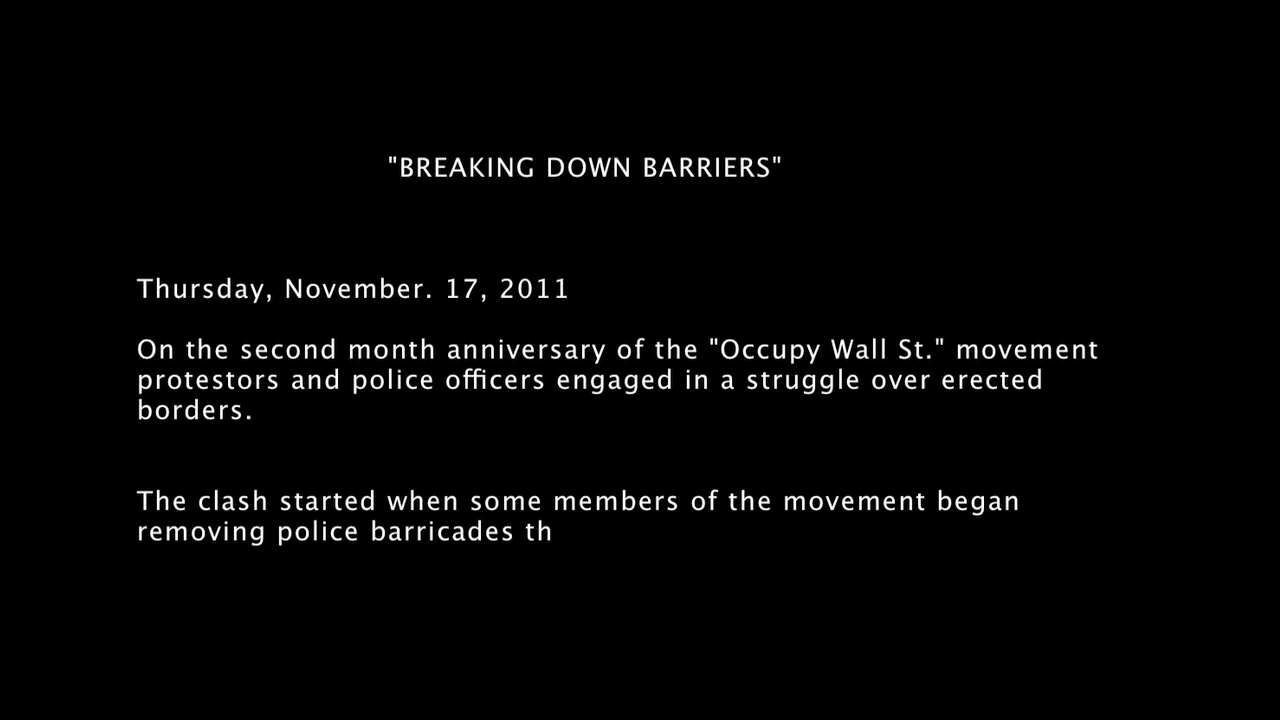 "BREAKING DOWN BARRIERS"
Thursday, November. 17, 2011
On the second month anniversary of the "Occupy Wall St." movement
protestors and police officers engaged in a struggle over erected
borders.
The clash started when some members of the movement began
removing police barricades th